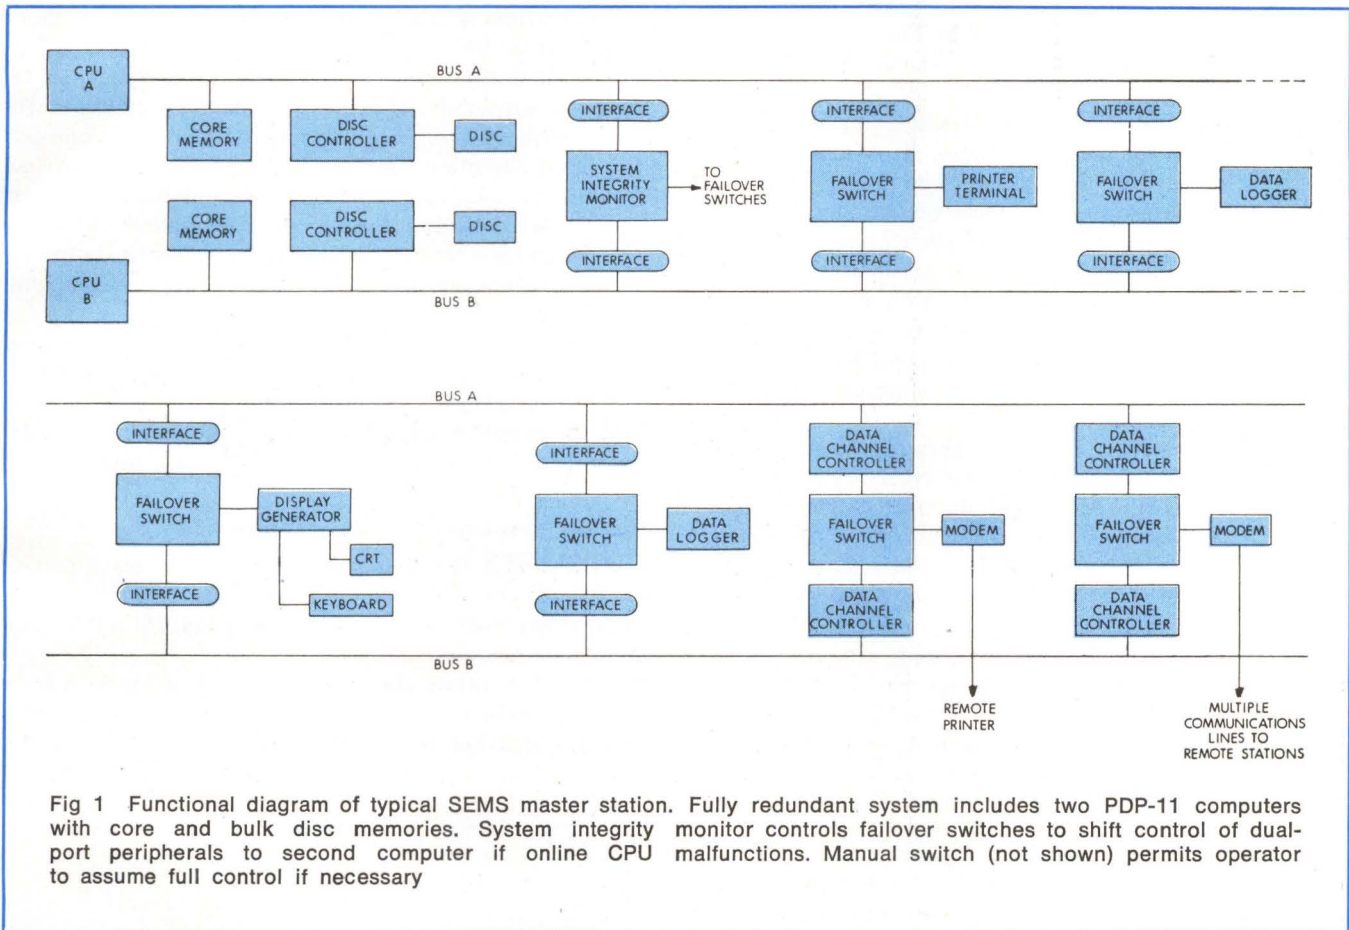 CPU
A
BUS A
CORE
MEMORY
DISC
CONTROLLER
DISC
INTERFACE
SYSTEM
INTEGRITY
MONITOR
TO
FAILOVER
SWITCHES
INTERFACE
INTERFACE
FAILOVER
SWITCH
PRINTER
TERMINAL
INTERFACE
INTERFACE
FAILOVER
SWITCH
DATA
LOGGER
INTERFACE
CORE
MEMORY
DISC
CONTROLLER
DISC
CPU
B
BUS B
BUS A
INTERFACE
FAILOVER
SWITCH
DISPLAY
GENERATOR
CRT
KEYBOARD
INTERFACE
INTERFACE
FAILOVER
SWITCH
DATA
LOGGER
INTERFACE
DATA
CHANNEL
CONTROLLER
FAILOVER
SWITCH
MODEM
DATA
CHANNEL
CONTROLLER
DATA
CHANNEL
CONTROLLER
FAILOVER
SWITCH
MODEM
DATA
CHANNEL
CONTROLLER
BUS B
REMOTE
PRINTER
MULTIPLE
COMMUNICATIONS
LINES TO
REMOTE STATIONS
Fig 1 Functional diagram of typical SEMS master station. Fully redundant system includes two PDP-11 computers
with core and bulk disc memories. System integrity monitor controls failover switches to shift control of dual-
port peripherals to second computer if online CPU malfunctions. Manual switch (not shown) permits operator
to assume full control if necessary